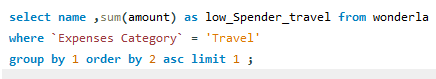 select name ,sum(amount) as low_Spender_travel from wonderla
where `Expenses Category` = 'Travel'
group by 1 order by 2 asc limit 1 ;